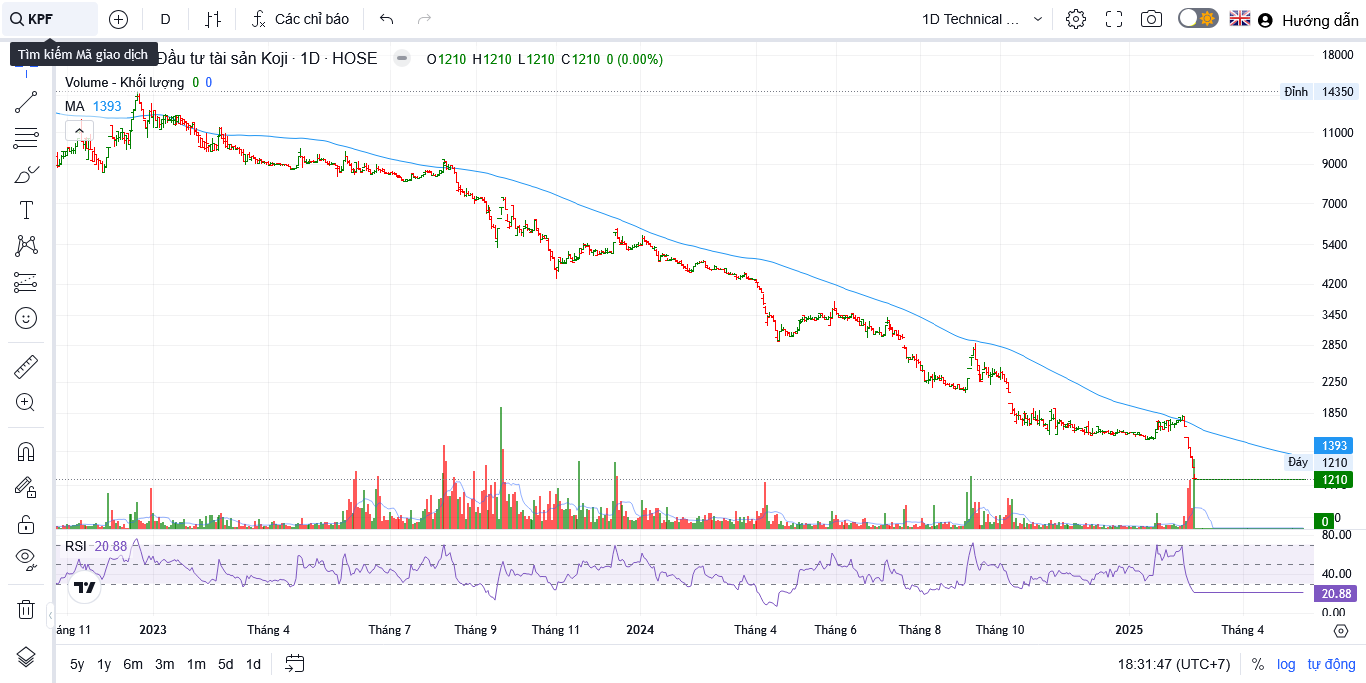 KPF
D
Các chỉ báo
1D Technical ...
Hướng dẫn
Tìm kiếm Mã giao dịch
Đầu tư tài sản Koji · 1D · HOSE
O1210 H1210 L1210 C1210 0 (0.00%)
Volume - Khối lượng 0 0
MA 1393
18000
Đỉnh 14350
11000
9000
7000
5400
4200
3450
2850
2250
1850
1393
Đáy 1210
1210
0
RSI 20.88
80.00
40.00
20.88
0.00
áng 11
2023
Tháng 4
Tháng 7
Tháng 9
Tháng 11
2024
Tháng 4
Tháng 6
Tháng 8
Tháng 10
2025
Tháng 4
5y 1y 6m 3m 1m 5d 1d
18:31:47 (UTC+7) % log tự động